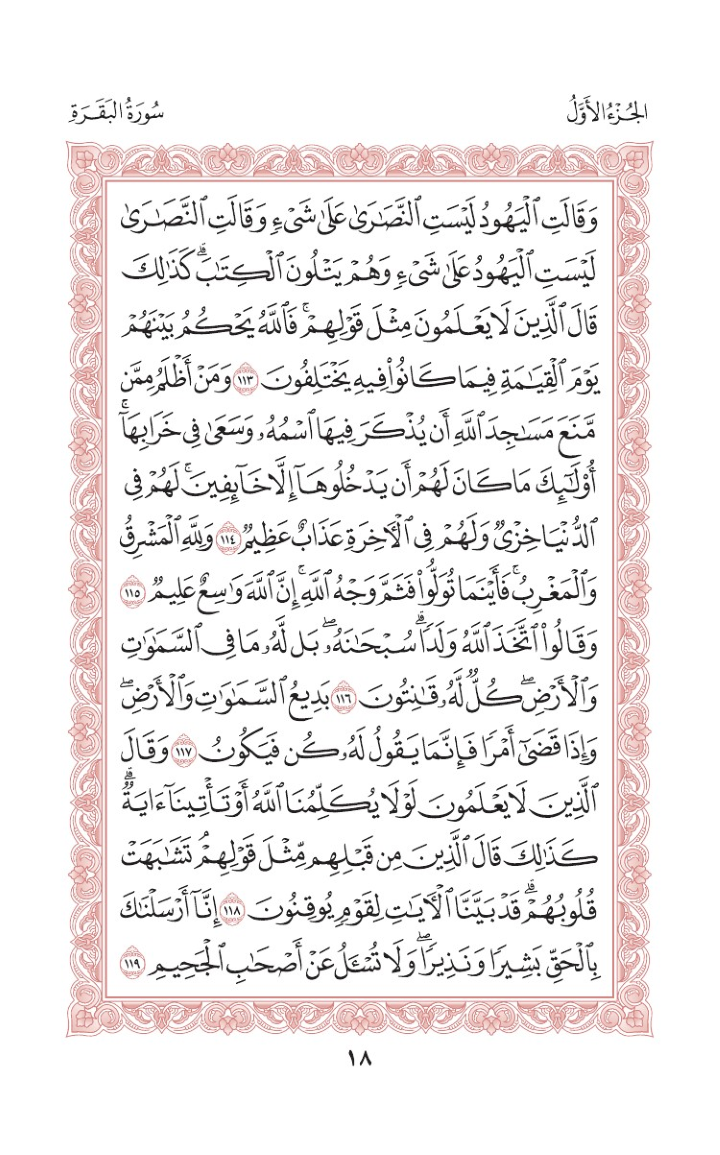 الجُزْءُ الأَوَّلُ
سُورَةُ البَقَرَةِ
وَقَالَتِ ٱلْيَهُودُ لَيْسَتِ ٱلنَّصَٰرَىٰ عَلَىٰ شَىْءٖ وَقَالَتِ ٱلنَّصَٰرَىٰ
لَيْسَتِ ٱلْيَهُودُ عَلَىٰ شَىْءٖ وَهُمْ يَتْلُونَ ٱلْكِتَٰبَۗ كَذَٰلِكَ
قَالَ ٱلَّذِينَ لَا يَعْلَمُونَ مِثْلَ قَوْلِهِمْۚ فَٱللَّهُ يَحْكُمُ بَيْنَهُمْ
يَوْمَ ٱلْقِيَٰمَةِ فِيمَا كَانُوا۟ فِيهِ يَخْتَلِفُونَ ١١٣ وَمَنْ أَظْلَمُ مِمَّن
مَّنَعَ مَسَٰجِدَ ٱللَّهِ أَن يُذْكَرَ فِيهَا ٱسْمُهُۥ وَسَعَىٰ فِى خَرَابِهَآۚ
أُو۟لَٰٓئِكَ مَا كَانَ لَهُمْ أَن يَدْخُلُوهَآ إِلَّا خَآئِفِينَۚ لَهُمْ فِى
ٱلدُّنْيَا خِزْىٞ وَلَهُمْ فِى ٱلْأَخِرَةِ عَذَابٌ عَظِيمٞ ١١٤ وَلِلَّهِ ٱلْمَشْرِقُ
وَٱلْمَغْرِبُۚ فَأَيْنَمَا تُوَلُّوا۟ فَثَمَّ وَجْهُ ٱللَّهِۚ إِنَّ ٱللَّهَ وَٰسِعٌ عَلِيمٞ ١١٥
وَقَالُوا۟ ٱتَّخَذَ ٱللَّهُ وَلَدٗاۗ سُبْحَٰنَهُۥۖ بَل لَّهُۥ مَا فِى ٱلسَّمَٰوَٰتِ
وَٱلْأَرْضِۖ كُلّٞ لَّهُۥ قَٰنِتُونَ ١١٦ بَدِيعُ ٱلسَّمَٰوَٰتِ وَٱلْأَرْضِۖ
وَإِذَا قَضَىٰٓ أَمْرٗا فَإِنَّمَا يَقُولُ لَهُۥ كُن فَيَكُونُ ١١٧ وَقَالَ
ٱلَّذِينَ لَا يَعْلَمُونَ لَوْلَا يُكَلِّمُنَا ٱللَّهُ أَوْ تَأْتِينَآ ءَايَةٞۗ
كَذَٰلِكَ قَالَ ٱلَّذِينَ مِن قَبْلِهِم مِّثْلَ قَوْلِهِمْۘ تَشَٰبَهَتْ
قُلُوبُهُمْۗ قَدْ بَيَّنَّا ٱلْأَيَٰتِ لِقَوْمٖ يُوقِنُونَ ١١٨ إِنَّآ أَرْسَلْنَٰكَ
بِٱلْحَقِّ بَشِيرٗا وَنَذِيرٗاۖ وَلَا تُسْـَٔلُ عَنْ أَصْحَٰبِ ٱلْجَحِيمِ ١١٩
١٨